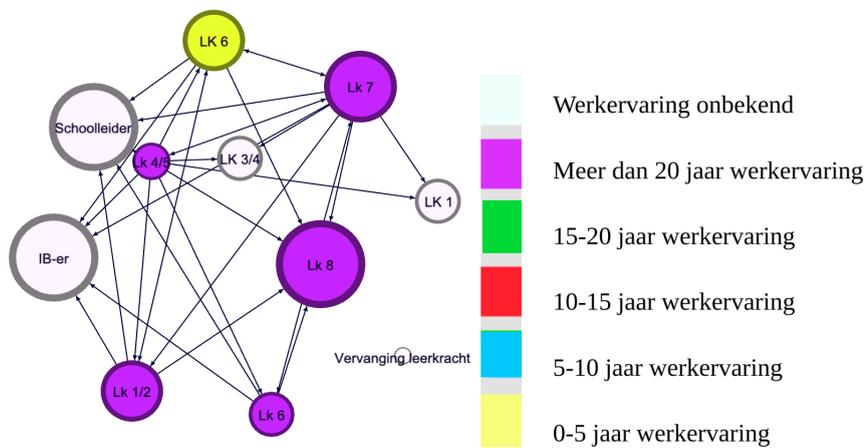 LK 6
Lk 7
Schoolleider
Lk 4/5
LK 3/4
LK 1
IB-er
Lk 8
Vervanging leerkracht
Lk 1/2
Lk 6
Werkervaring onbekend
Meer dan 20 jaar werkervaring
15-20 jaar werkervaring
10-15 jaar werkervaring
5-10 jaar werkervaring
0-5 jaar werkervaring